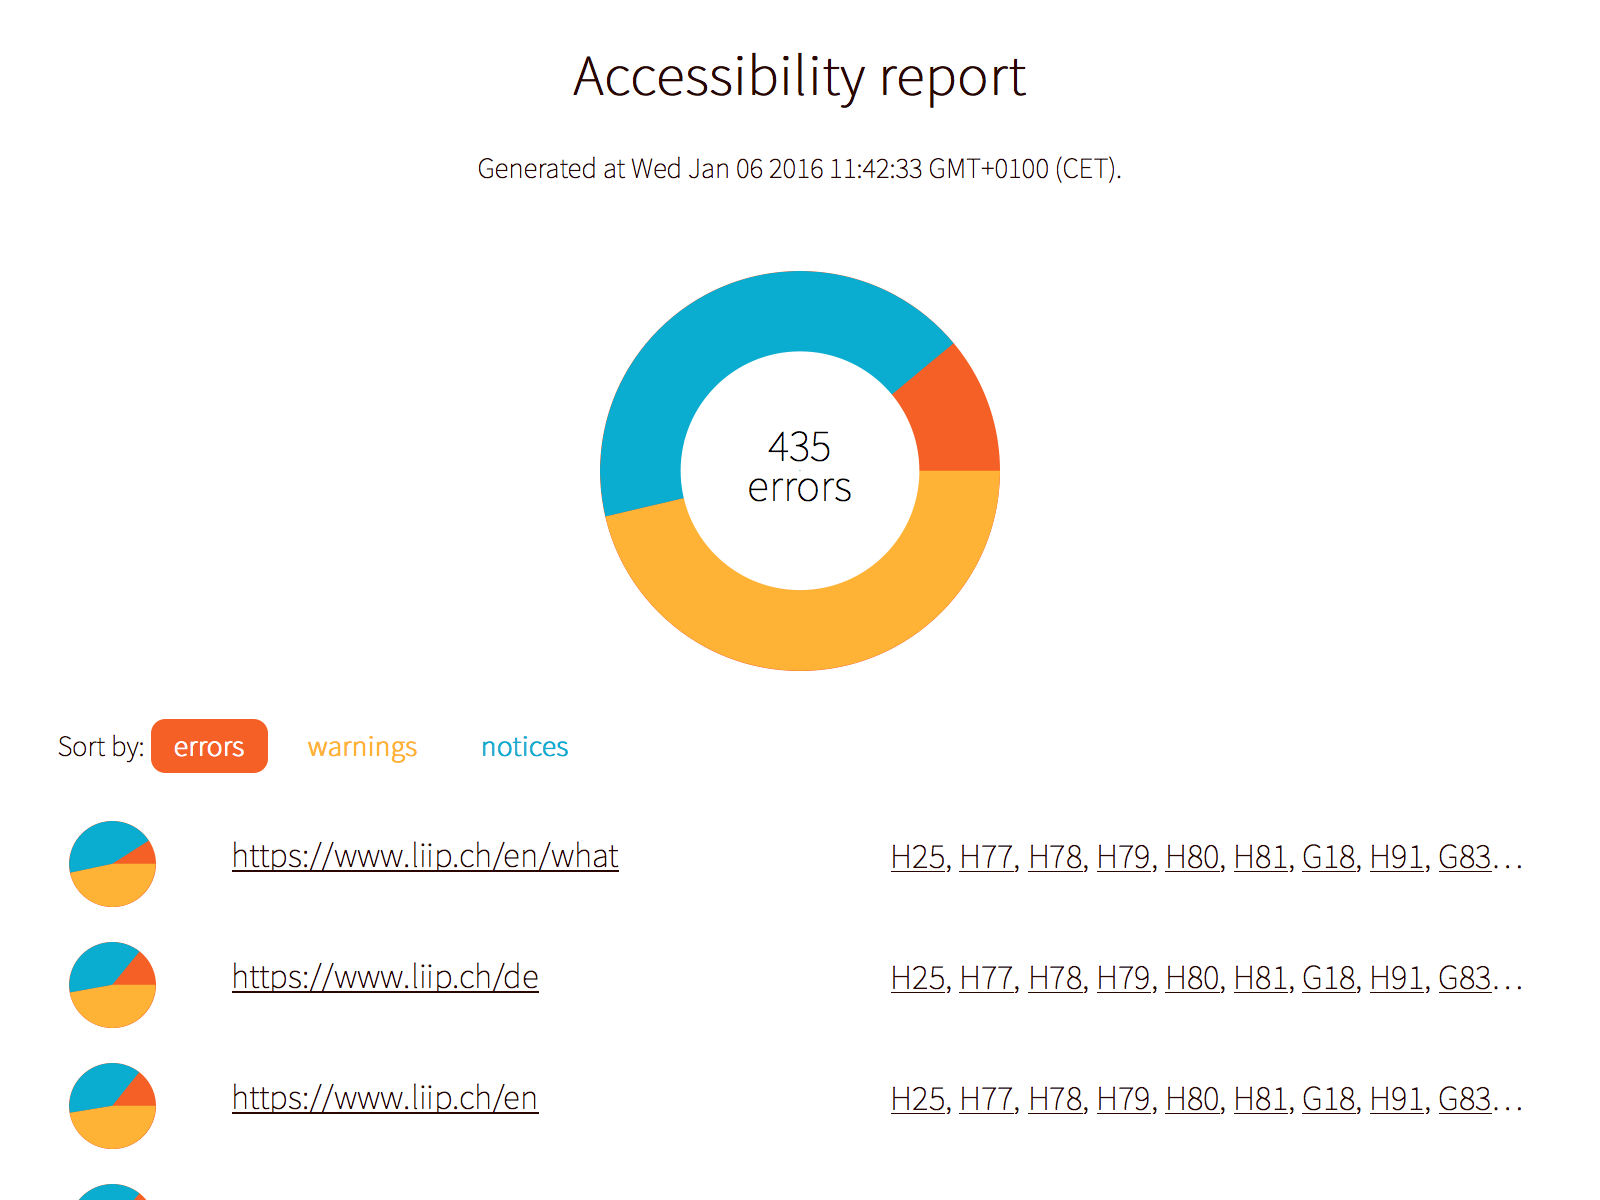 Accessibility report
Generated at Wed Jan 06 2016 11:42:33 GMT+0100 (CET).
435
errors
Sort by: errors warnings notices
https://www.liip.ch/en/what H25, H77, H78, H79, H80, H81, G18, H91, G83…
https://www.liip.ch/de H25, H77, H78, H79, H80, H81, G18, H91, G83…
https://www.liip.ch/en H25, H77, H78, H79, H80, H81, G18, H91, G83…